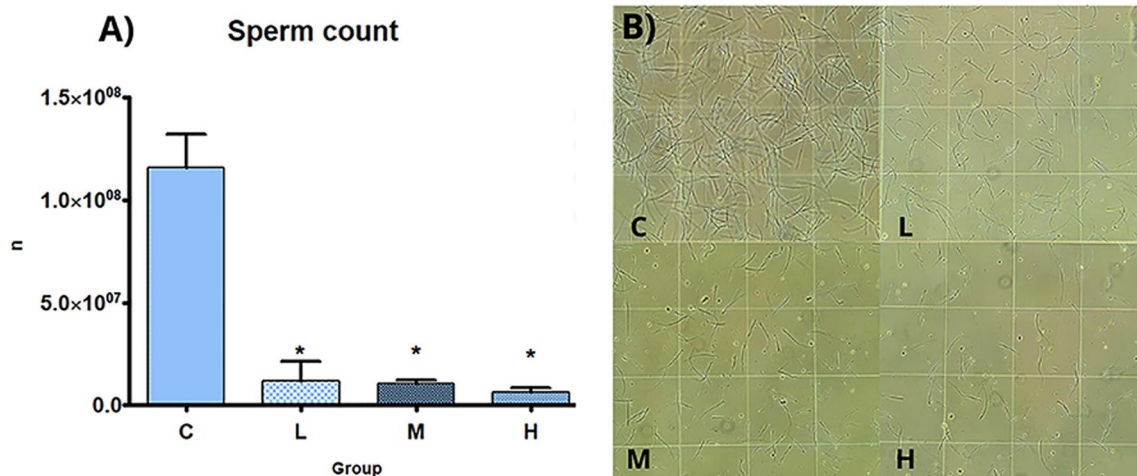 A) Sperm count
1.5×10⁰⁸
1.0×10⁰⁸
5.0×10⁰⁷
0.0
n
* * *
C L M H
Group
B)
C L
M H